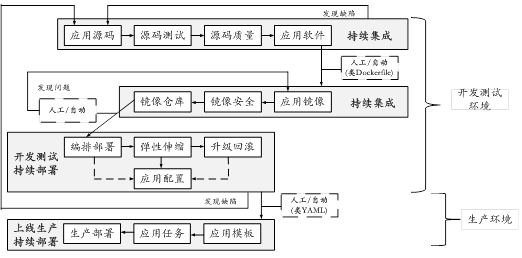 发现缺陷
应用源码
源码测试
源码质量
应用软件
持续集成
人工/自动
(类Dockerfile)
发现问题
人工/自动
镜像仓库
镜像安全
应用镜像
持续集成
开发测试
环境
编排部署
弹性伸缩
升级回滚
开发测试
持续部署
应用配置
发现缺陷
人工/自动
(类YAML)
上线生产
持续部署
生产部署
应用任务
应用模板
生产环境